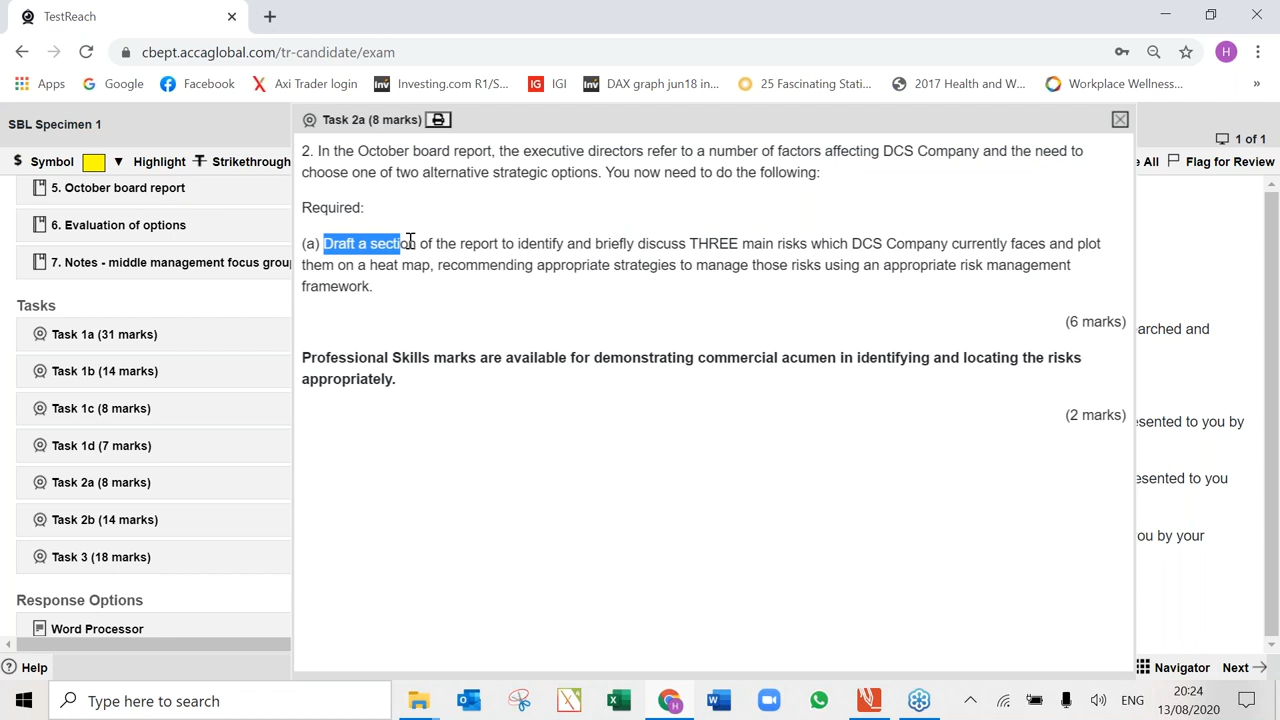 TestReach
cbept.accaglobal.com/tr-candidate/exam
Apps Google Facebook Axi Trader login Investing.com R1/S... IGI DAX graph jun18 in... 25 Fascinating Stati... 2017 Health and W... Workplace Wellness... »
SBL Specimen 1
1 of 1
$ Symbol Highlight T Strikethrough
e All Flag for Review
5. October board report
6. Evaluation of options
7. Notes - middle management focus group
Tasks
Task 1a (31 marks)
Task 1b (14 marks)
Task 1c (8 marks)
Task 1d (7 marks)
Task 2a (8 marks)
Task 2b (14 marks)
Task 3 (18 marks)
Response Options
Word Processor
Task 2a (8 marks)
2. In the October board report, the executive directors refer to a number of factors affecting DCS Company and the need to
choose one of two alternative strategic options. You now need to do the following:
Required:
(a) Draft a section of the report to identify and briefly discuss THREE main risks which DCS Company currently faces and plot
them on a heat map, recommending appropriate strategies to manage those risks using an appropriate risk management
framework.
(6 marks)
Professional Skills marks are available for demonstrating commercial acumen in identifying and locating the risks
appropriately.
(2 marks)
arched and
esented to you by
esented to you
ou by your
? Help
Navigator Next
Type here to search
ENG
20:24
13/08/2020